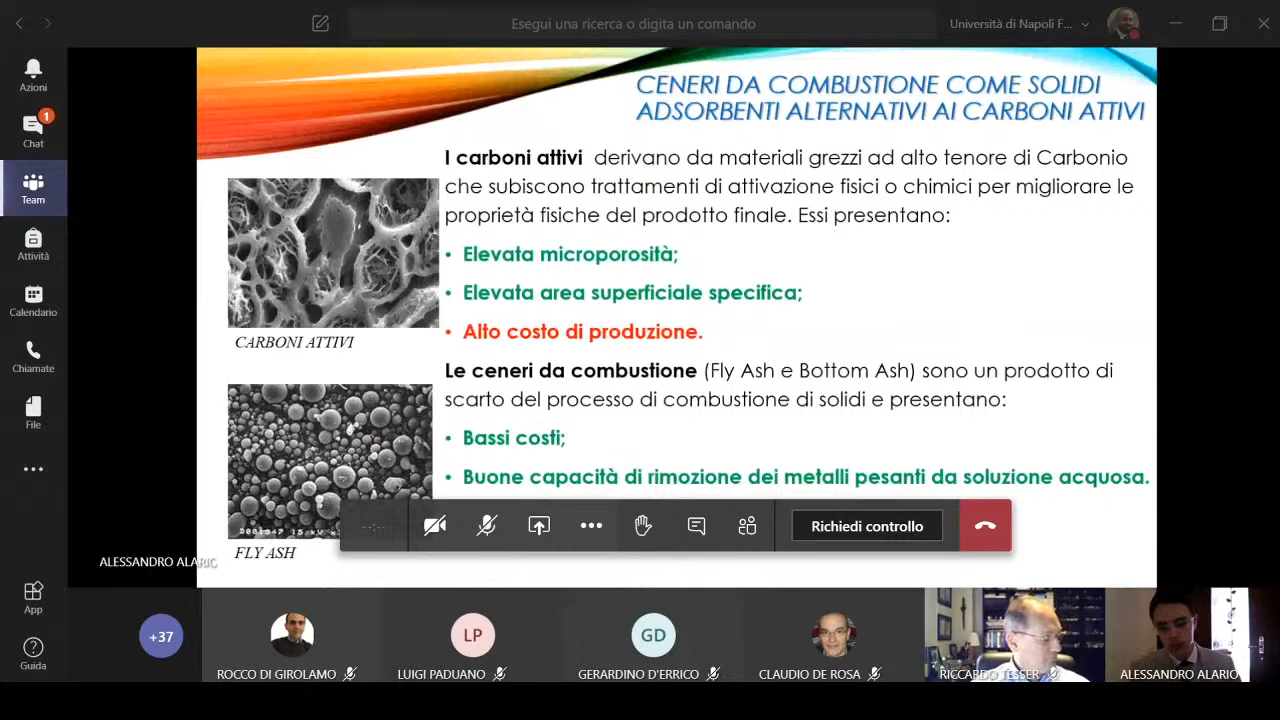 Esegui una ricerca o digita un comando
Università di Napoli F...
Azioni
1
Chat
Team
Attività
Calendario
Chiamate
File
App
Guida
CENERI DA COMBUSTIONE COME SOLIDI
ADSORBENTI ALTERNATIVI AI CARBONI ATTIVI
I carboni attivi derivano da materiali grezzi ad alto tenore di Carbonio
che subiscono trattamenti di attivazione fisici o chimici per migliorare le
proprietà fisiche del prodotto finale. Essi presentano:
• Elevata microporosità;
• Elevata area superficiale specifica;
• Alto costo di produzione.
CARBONI ATTIVI
Le ceneri da combustione (Fly Ash e Bottom Ash) sono un prodotto di
scarto del processo di combustione di solidi e presentano:
• Bassi costi;
• Buone capacità di rimozione dei metalli pesanti da soluzione acquosa.
FLY ASH
Richiedi controllo
ALESSANDRO ALARIC
+37
LP
GD
ROCCO DI GIROLAMO
LUIGI PADUANO
GERARDINO D'ERRICO
CLAUDIO DE ROSA
RICCARDO TESSER
ALESSANDRO ALARIO